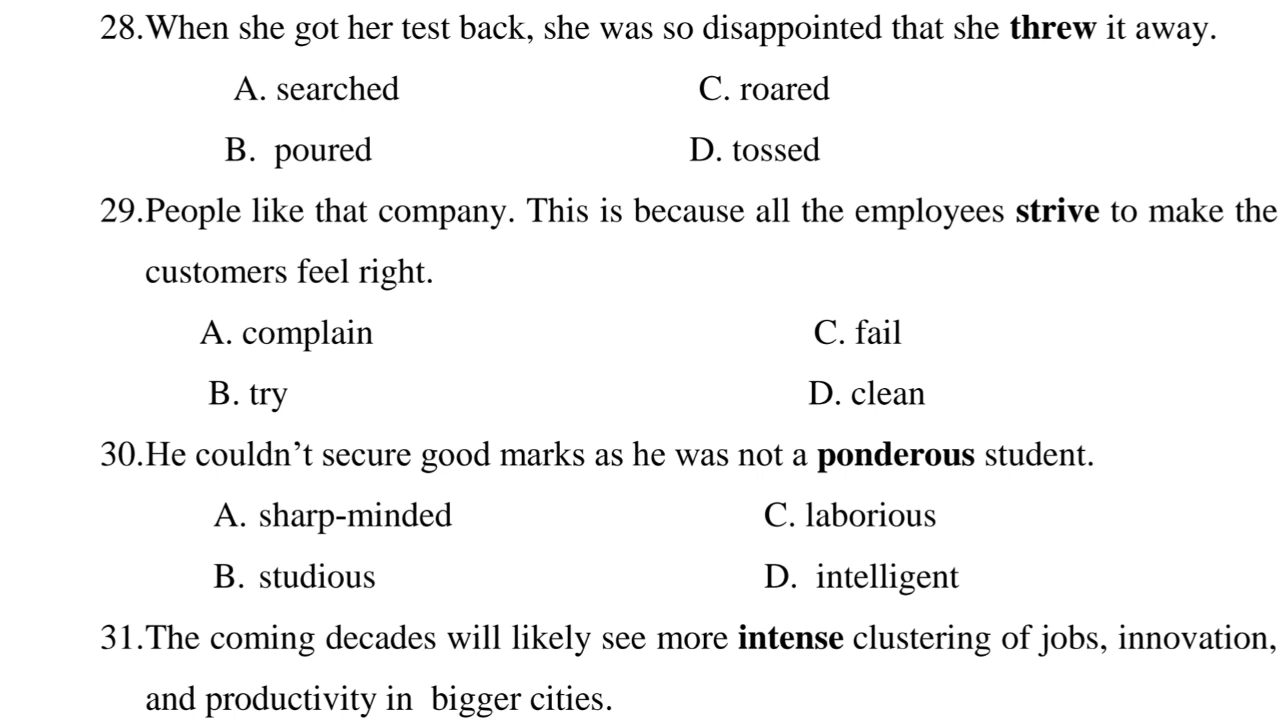 28.When she got her test back, she was so disappointed that she threw it away.
A. searched C. roared
B. poured D. tossed
29.People like that company. This is because all the employees strive to make the
customers feel right.
A. complain C. fail
B. try D. clean
30.He couldn’t secure good marks as he was not a ponderous student.
A. sharp-minded C. laborious
B. studious D. intelligent
31.The coming decades will likely see more intense clustering of jobs, innovation,
and productivity in bigger cities.